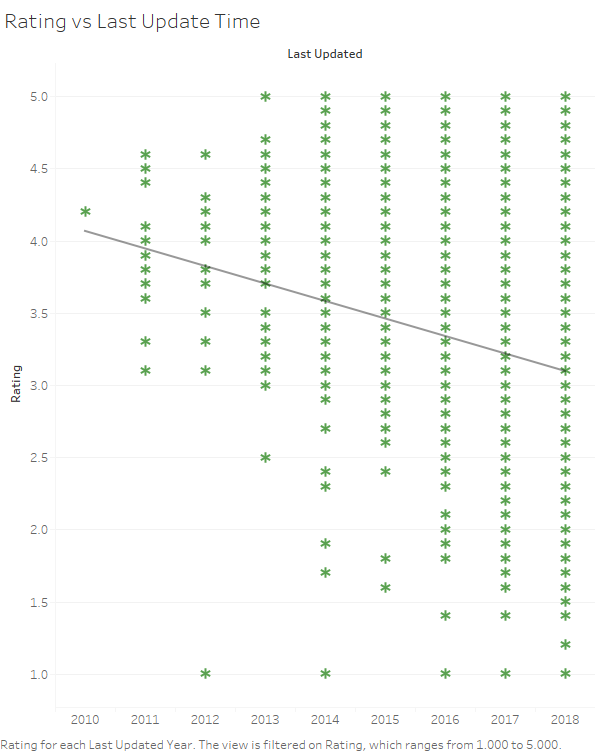 Rating vs Last Update Time
Last Updated
5.0
4.5
4.0
3.5
3.0
2.5
2.0
1.5
1.0
Rating
2010 2011 2012 2013 2014 2015 2016 2017 2018
Rating for each Last Updated Year. The view is filtered on Rating, which ranges from 1.000 to 5.000.